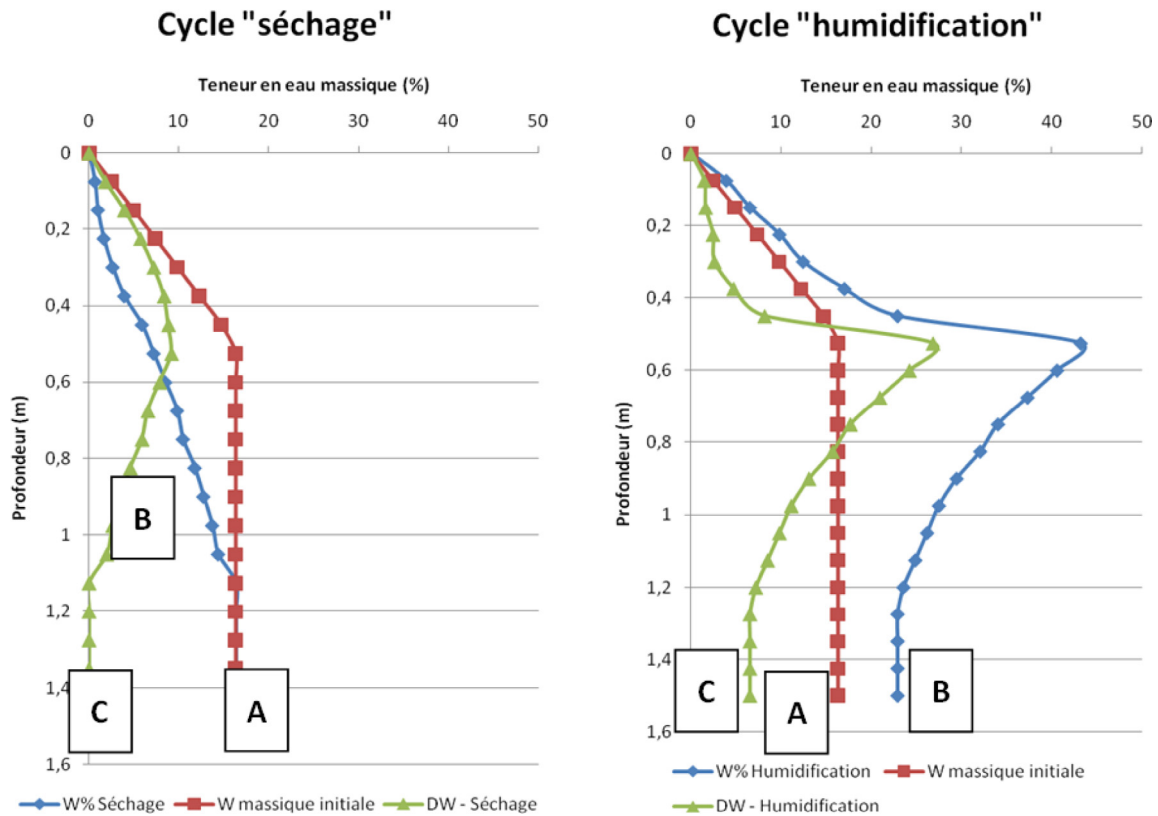 Cycle "séchage"
Teneur en eau massique (%)
0 10 20 30 40 50
0
0,2
0,4
0,6
0,8
1
1,2
1,4
1,6
Profondeur (m)
B
C
A
W% Séchage W massique initiale DW - Séchage
Cycle "humidification"
Teneur en eau massique (%)
0 10 20 30 40 50
0
0,2
0,4
0,6
0,8
1
1,2
1,4
1,6
Profondeur (m)
C
A
B
W% Humidification W massique initiale
DW - Humidification